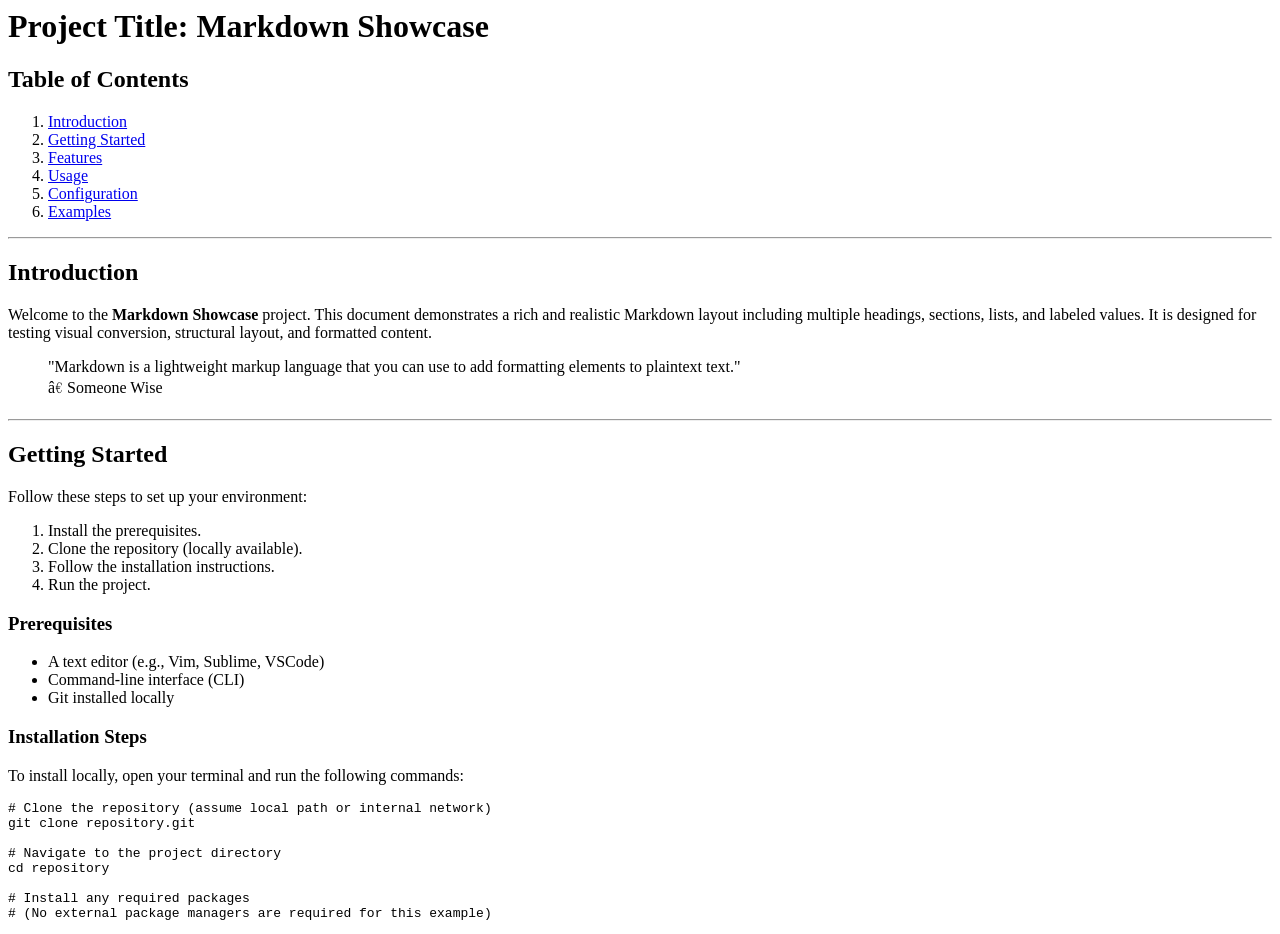 Project Title: Markdown Showcase
Table of Contents
1. Introduction
2. Getting Started
3. Features
4. Usage
5. Configuration
6. Examples
Introduction
Welcome to the Markdown Showcase project. This document demonstrates a rich and realistic Markdown layout including multiple headings, sections, lists, and labeled values. It is designed for
testing visual conversion, structural layout, and formatted content.
"Markdown is a lightweight markup language that you can use to add formatting elements to plaintext text."
â€ Someone Wise
Getting Started
Follow these steps to set up your environment:
1. Install the prerequisites.
2. Clone the repository (locally available).
3. Follow the installation instructions.
4. Run the project.
Prerequisites
• A text editor (e.g., Vim, Sublime, VSCode)
• Command-line interface (CLI)
• Git installed locally
Installation Steps
To install locally, open your terminal and run the following commands:
# Clone the repository (assume local path or internal network)
git clone repository.git
# Navigate to the project directory
cd repository
# Install any required packages
# (No external package managers are required for this example)